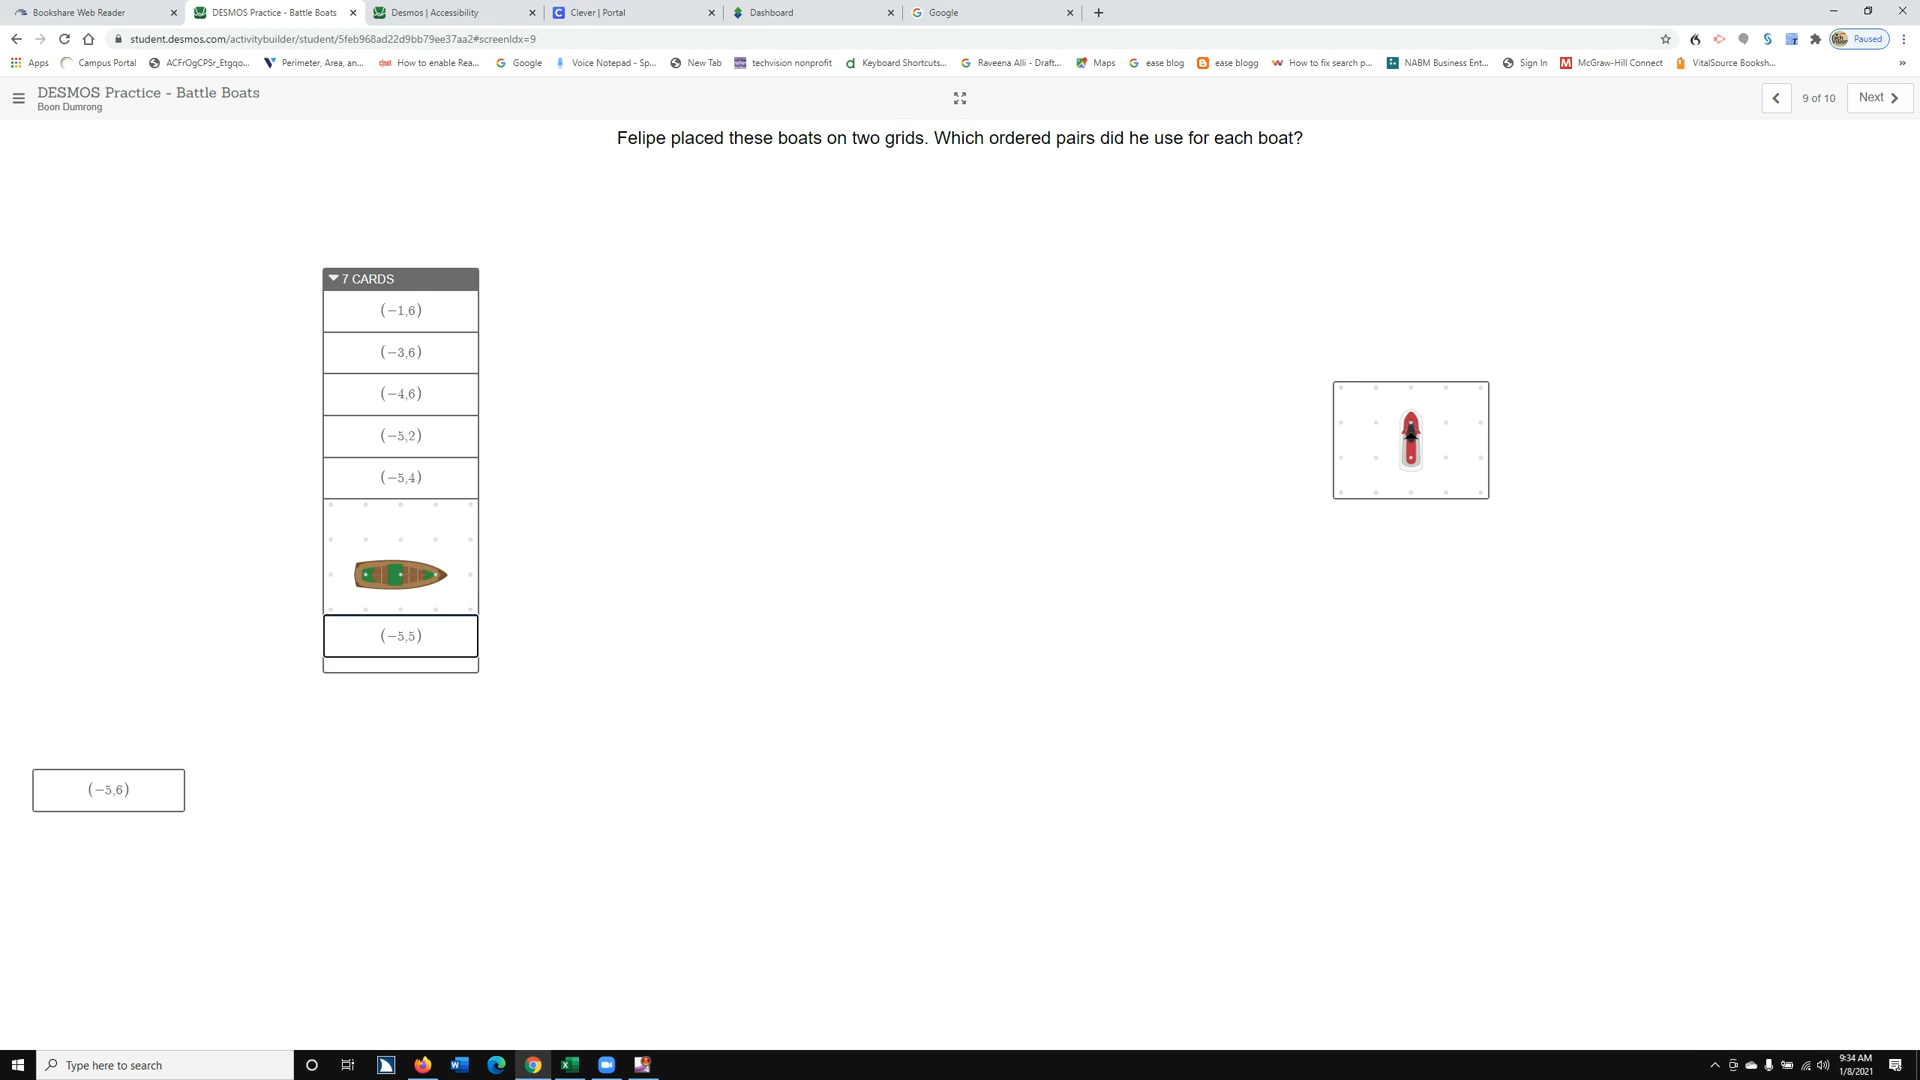 Bookshare Web Reader
DESMOS Practice - Battle Boats
Desmos | Accessibility
Clever | Portal
Dashboard
Google
student.desmos.com/activitybuilder/student/5feb968ad22d9bb79ee37aa2#screenIdx=9
Paused
Apps
Campus Portal
ACFrOgCPSr_Etgqo...
Perimeter, Area, an...
How to enable Rea...
Google
Voice Notepad - Sp...
New Tab
techvision nonprofit
Keyboard Shortcuts...
Raveena Alli - Draft...
Maps
ease blog
ease blogg
How to fix search p...
NABM Business Ent...
Sign In
McGraw-Hill Connect
VitalSource Booksh...
DESMOS Practice - Battle Boats
Boon Dumrong
9 of 10
Next
Felipe placed these boats on two grids. Which ordered pairs did he use for each boat?
7 CARDS
(−1,6)
(−3,6)
(−4,6)
(−5,2)
(−5,4)
(−5,5)
(−5,6)
Type here to search
9:34 AM
1/8/2021